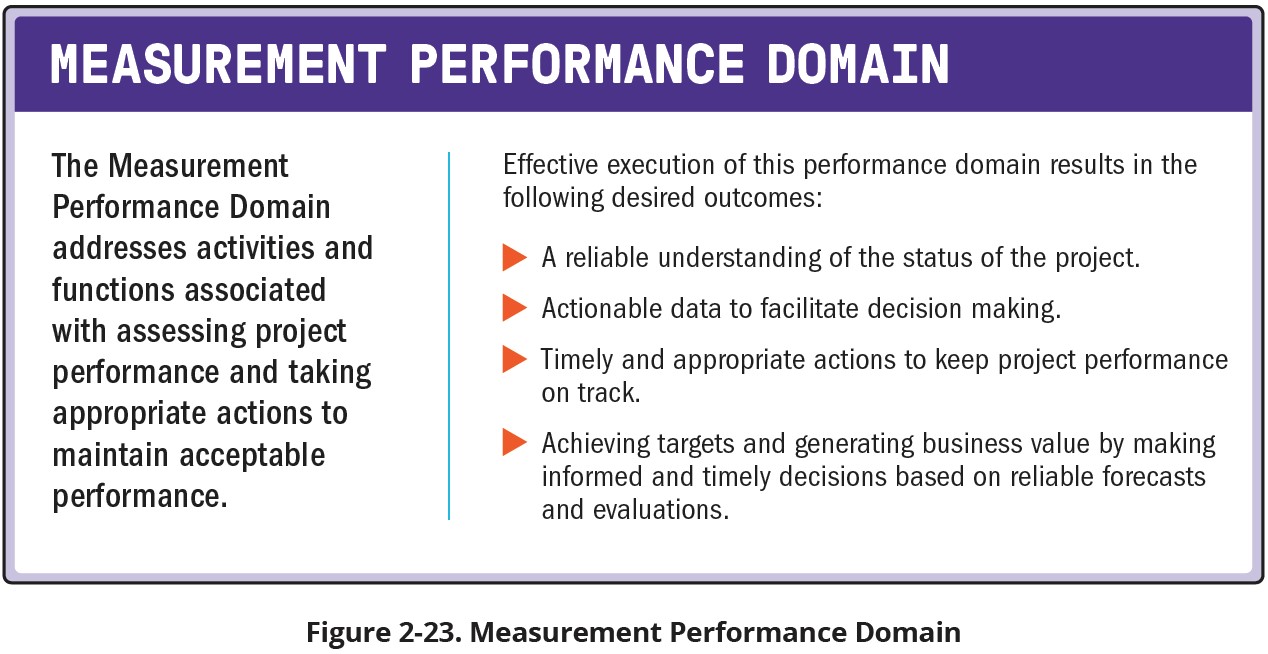 MEASUREMENT PERFORMANCE DOMAIN
The Measurement
Performance Domain
addresses activities and
functions associated
with assessing project
performance and taking
appropriate actions to
maintain acceptable
performance.
Effective execution of this performance domain results in the
following desired outcomes:
A reliable understanding of the status of the project.
Actionable data to facilitate decision making.
Timely and appropriate actions to keep project performance
on track.
Achieving targets and generating business value by making
informed and timely decisions based on reliable forecasts
and evaluations.
Figure 2-23. Measurement Performance Domain